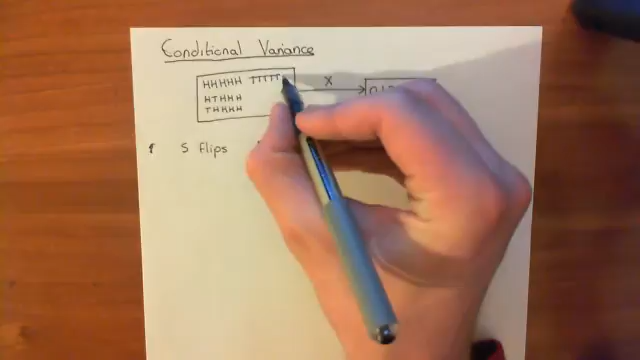 Conditional Variance
HHHHH TTTTT
X
HTHHH
THHHH
5 flips